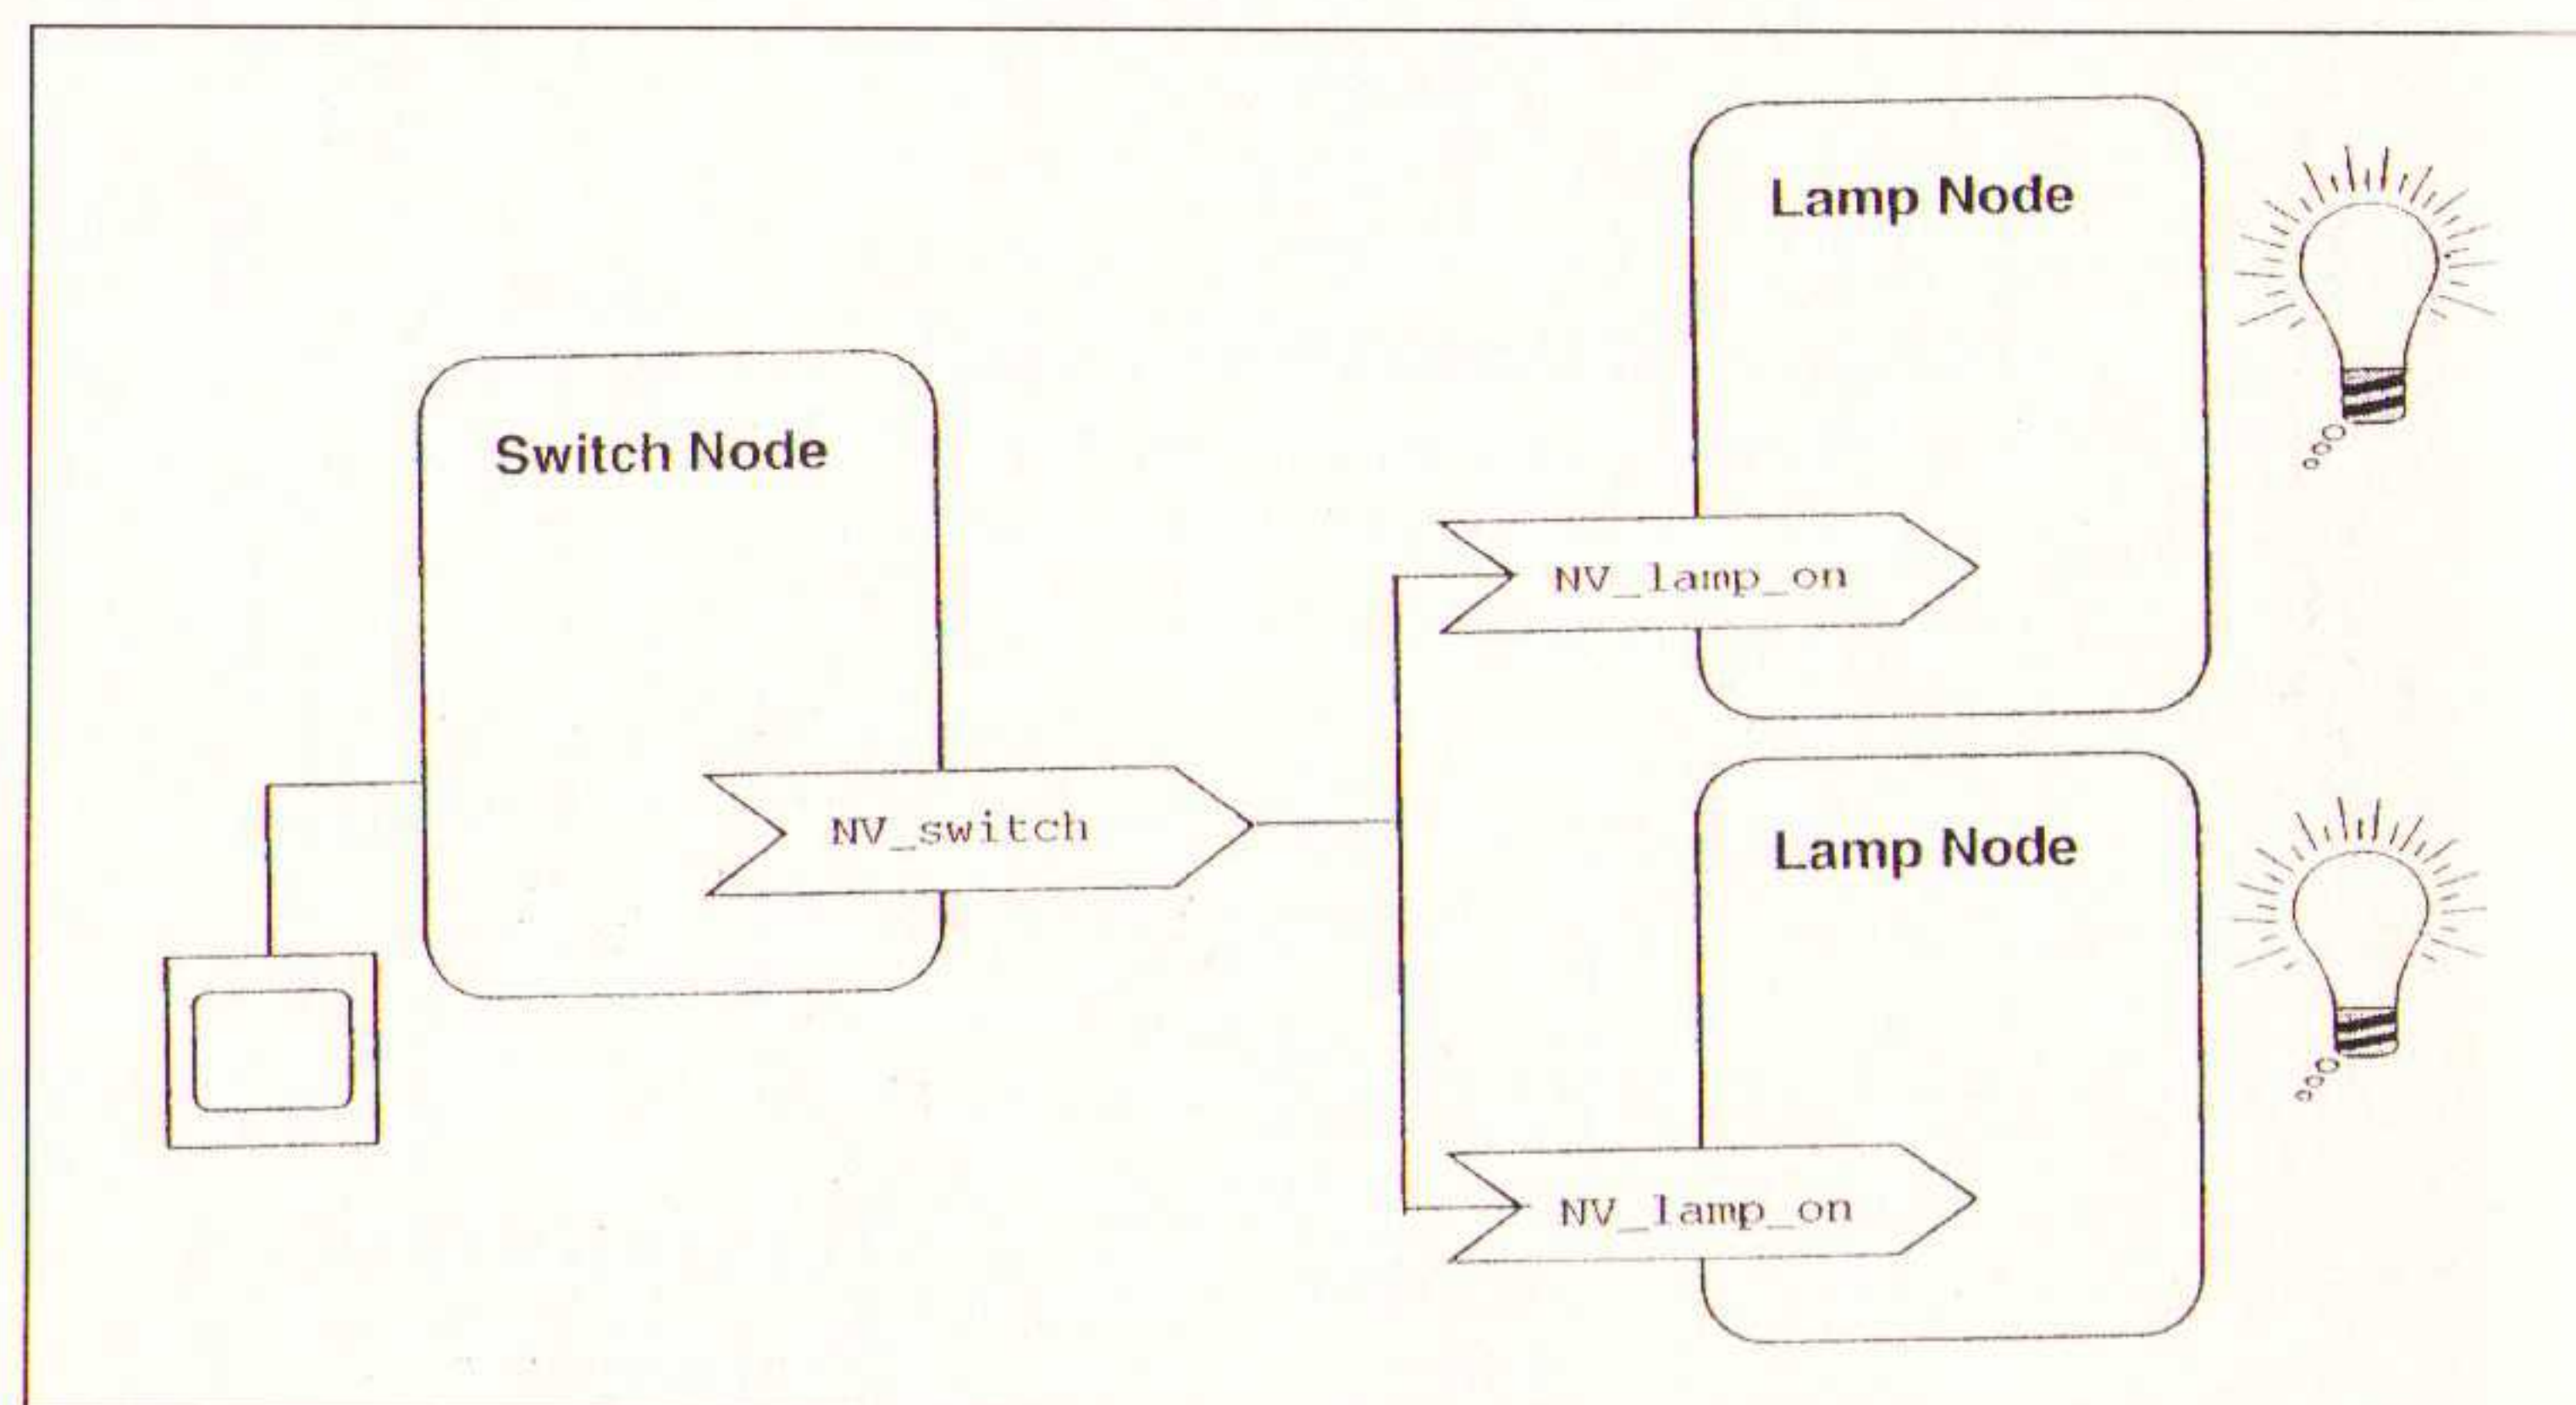 Lamp Node
Switch Node
NV_lamp_on
NV_switch
Lamp Node
NV_lamp_on